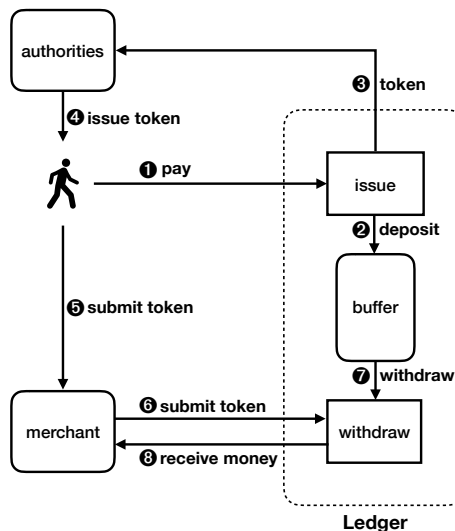 authorities
❸ token
❹ issue token
❶ pay
issue
❷ deposit
buffer
❺ submit token
❼ withdraw
❻ submit token
merchant
withdraw
❽ receive money
Ledger